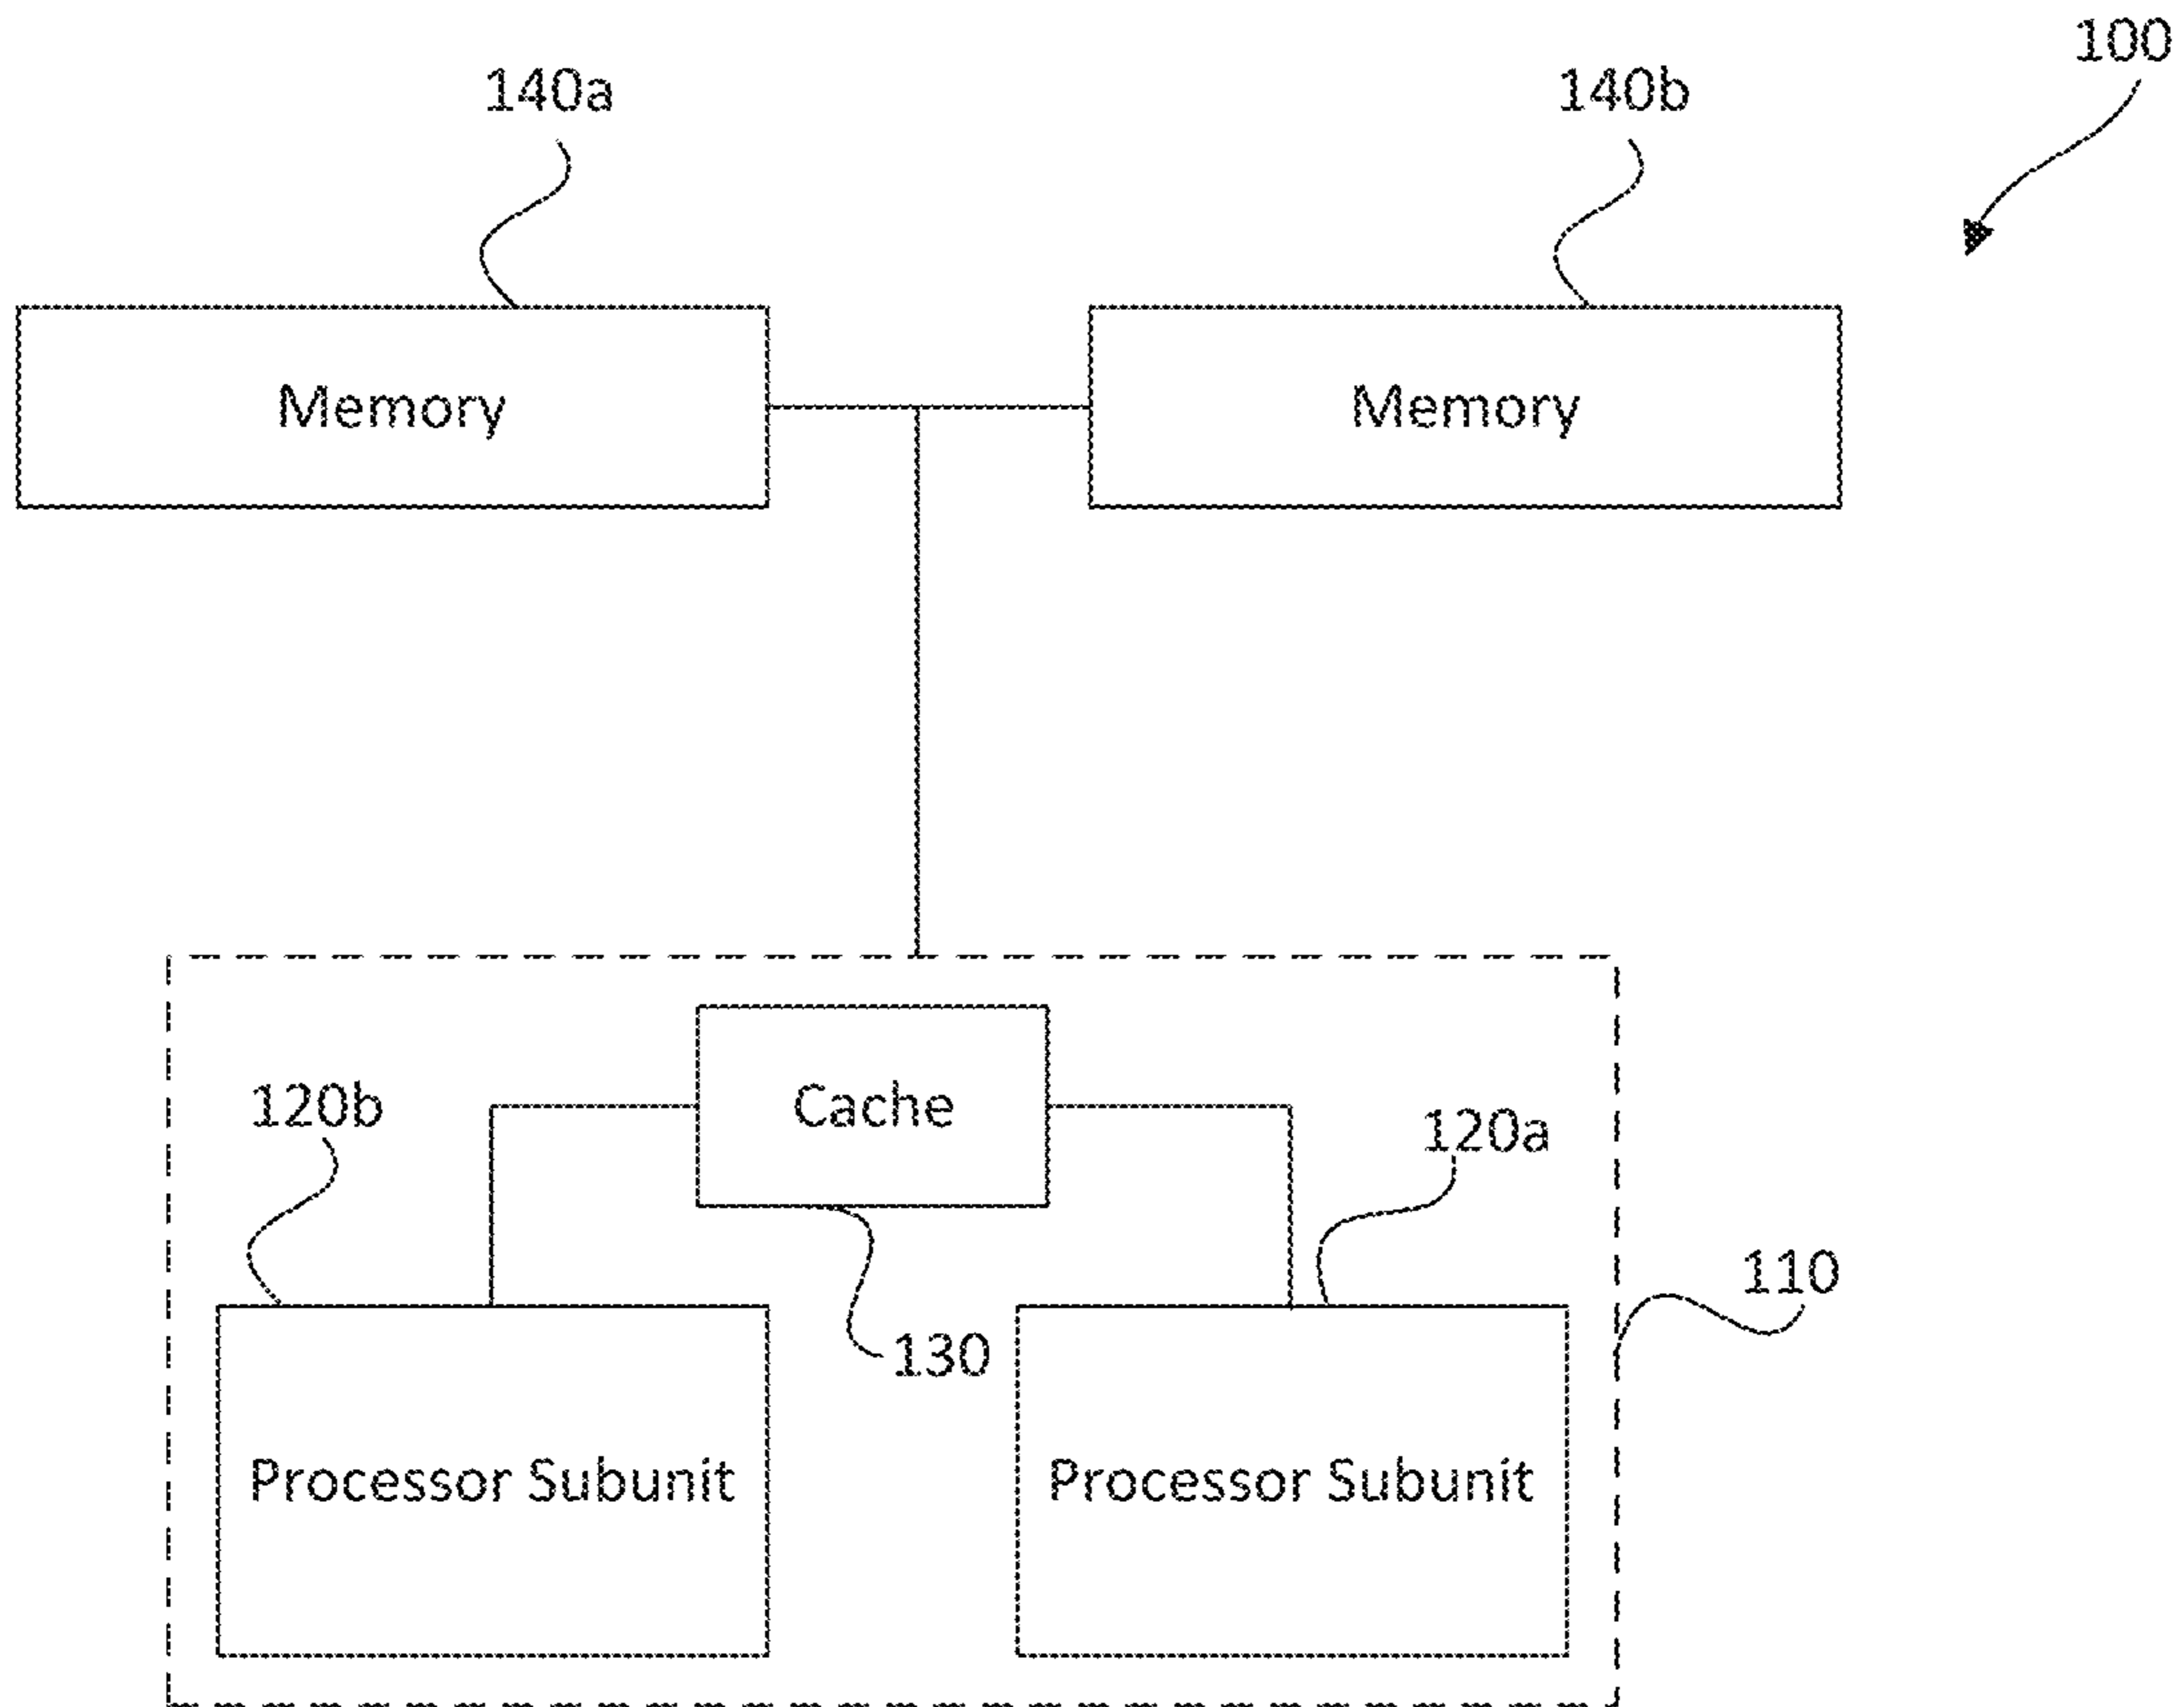 100
140a
140b
Memory
Memory
Cache
120b
120a
110
130
Processor Subunit
Processor Subunit